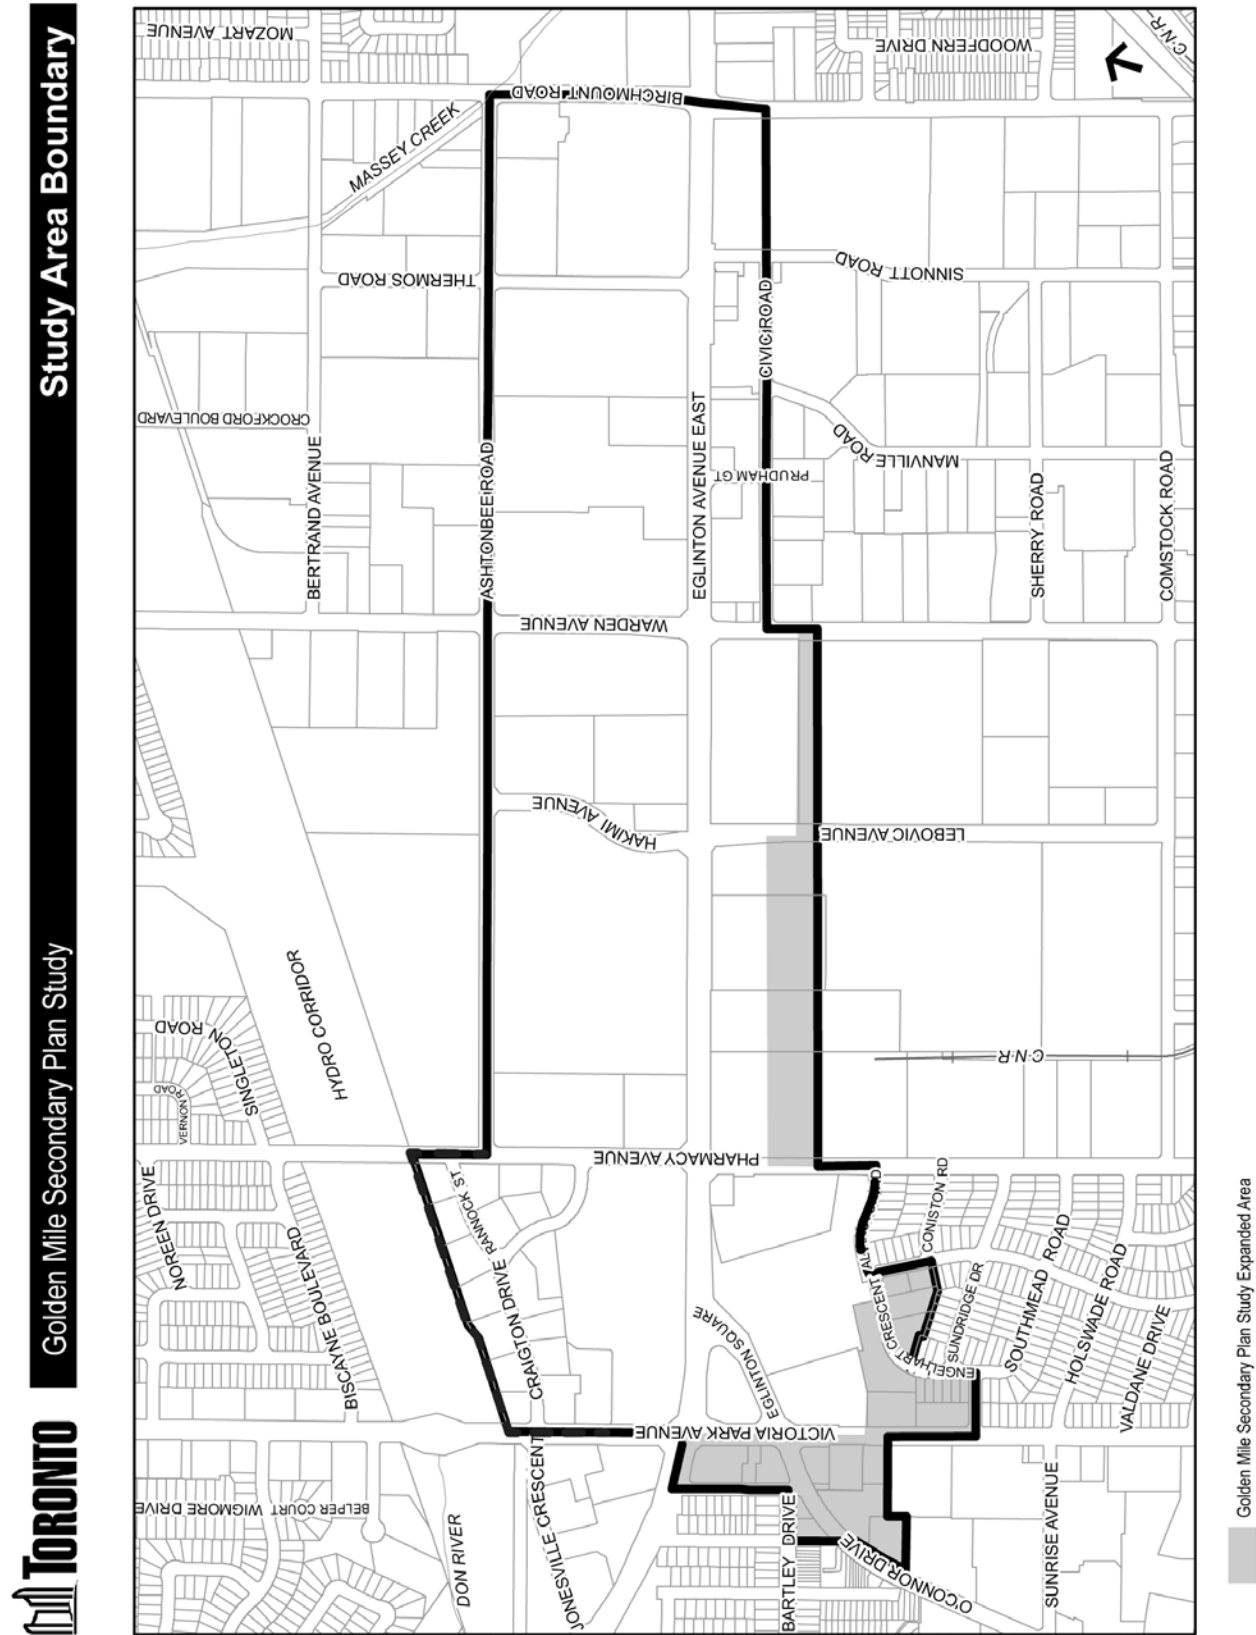 TORONTO
Golden Mile Secondary Plan Study
Study Area Boundary
NOREEN DRIVE
VERNON ROAD
SINGLETON ROAD
CROCKFORD BOULEVARD
MOZART AVENUE
WIGMORE DRIVE
BELPER COURT
BISCAYNE BOULEVARD
HYDRO CORRIDOR
BERTRAND AVENUE
THERMOS ROAD
MASSEY CREEK
DON RIVER
JONESVILLE CRESCENT
CRAIGTON DRIVE
RANNOCK ST
ASHTONBEE ROAD
HAKIMI AVENUE
WARDEN AVENUE
BIRCHMOUNT ROAD
VICTORIA PARK AVENUE
EGLINTON SQUARE
PHARMACY AVENUE
EGLINTON AVENUE EAST
PRUDHAM GT
CIVIC ROAD
BARTLEY DRIVE
O'CONNOR DRIVE
ENGELHART CRESCENT
SUNDRIDGE DR
CONISTON RD
LEBOVIC AVENUE
MANVILLE ROAD
SINNOTT ROAD
WOODFERN DRIVE
SUNRISE AVENUE
SOUTHMEAD ROAD
HOLSWADE ROAD
VALDANE DRIVE
C-N-R
SHERRY ROAD
COMSTOCK ROAD
C-N-R
Golden Mile Secondary Plan Study Expanded Area